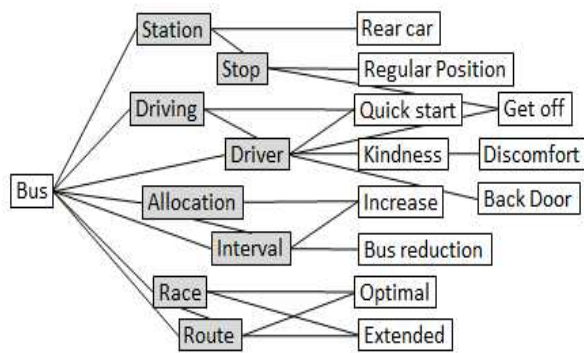 Station
Rear car
Stop
Regular Position
Driving
Quick start
Get off
Driver
Kindness
Discomfort
Bus
Allocation
Increase
Back Door
Interval
Bus reduction
Race
Optimal
Route
Extended